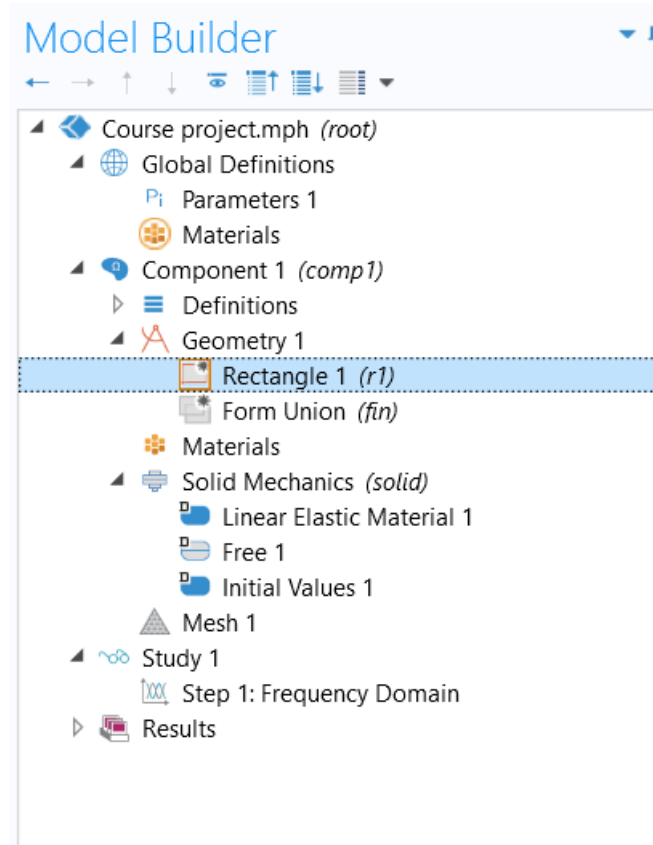 Model Builder
Course project.mph (root)
Global Definitions
Pi Parameters 1
Materials
Component 1 (comp1)
Definitions
Geometry 1
Rectangle 1 (r1)
Form Union (fin)
Materials
Solid Mechanics (solid)
D Linear Elastic Material 1
D Free 1
D Initial Values 1
Mesh 1
Study 1
Step 1: Frequency Domain
Results